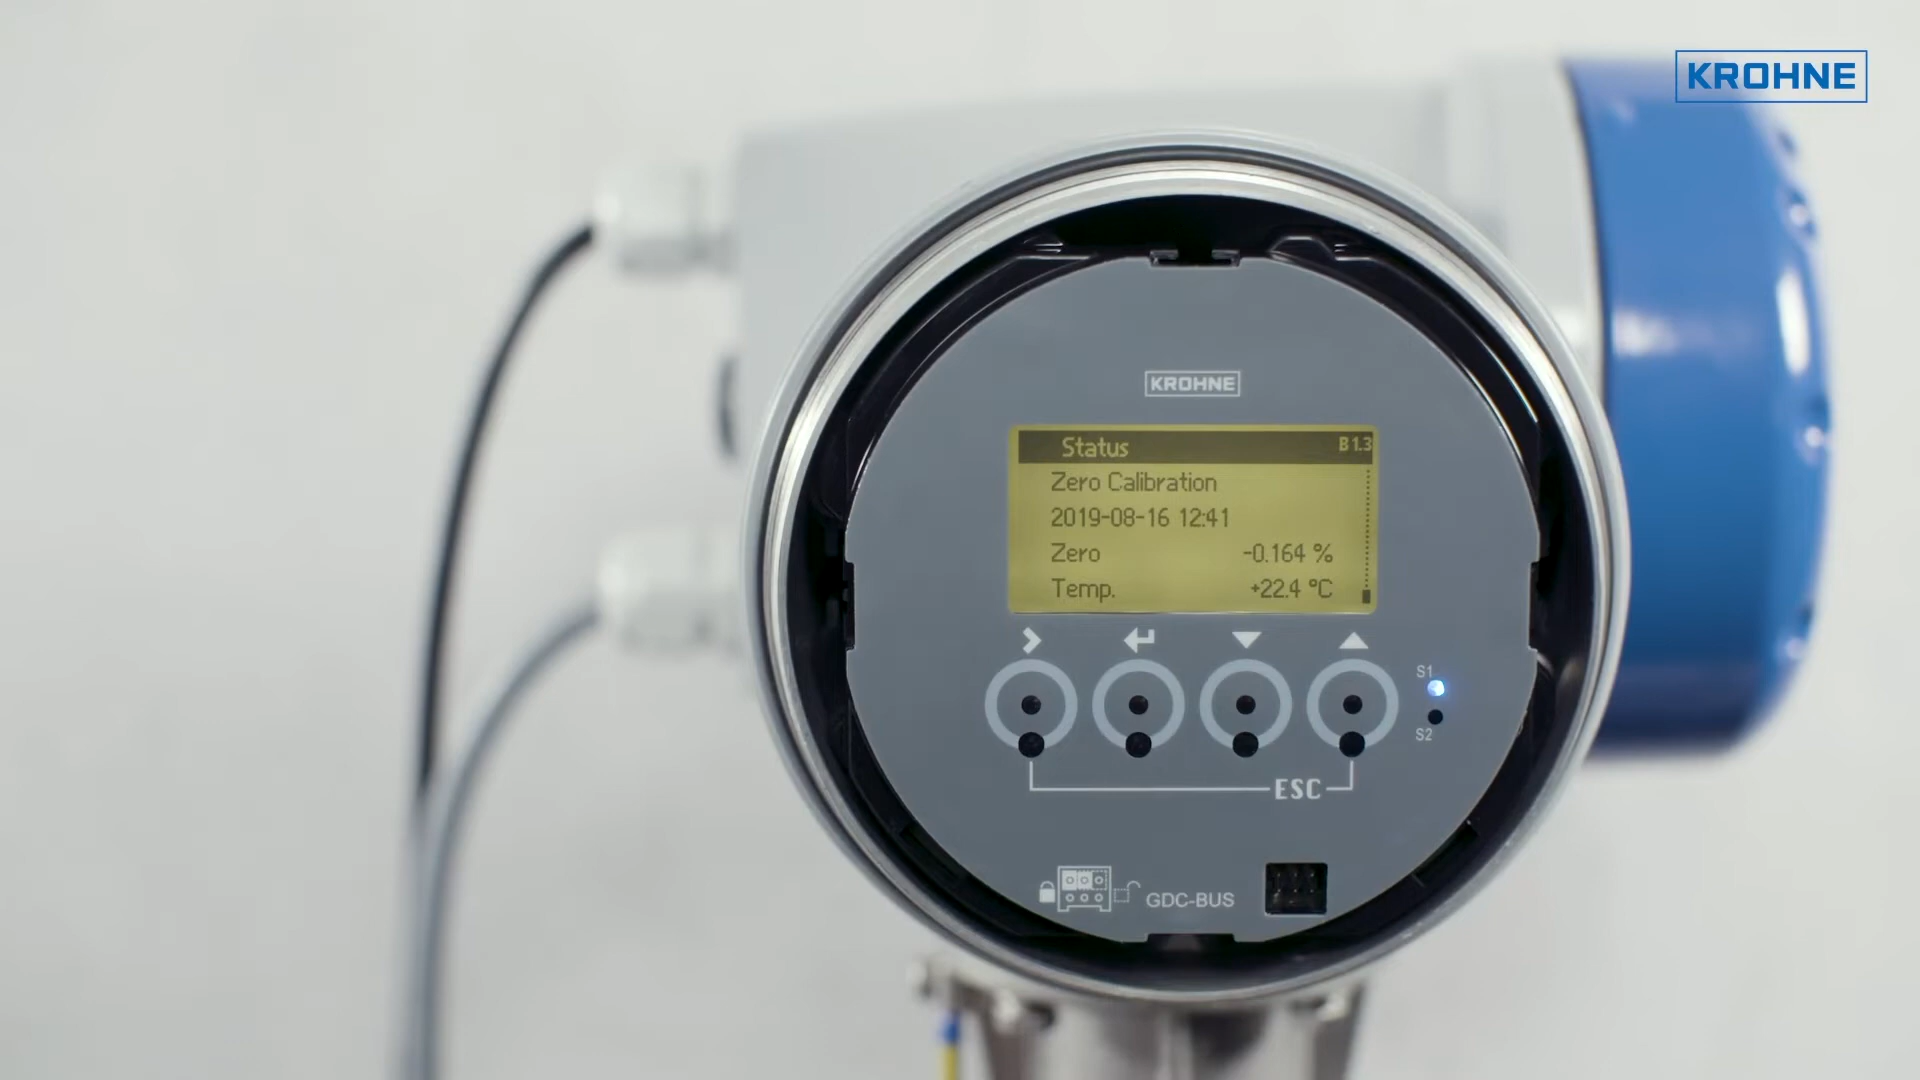 KROHNE
KROHNE
Status B1.3
Zero Calibration
2019-08-16 12:41
Zero -0.164 %
Temp. +22.4 °C
S1
S2
ESC
GDC-BUS